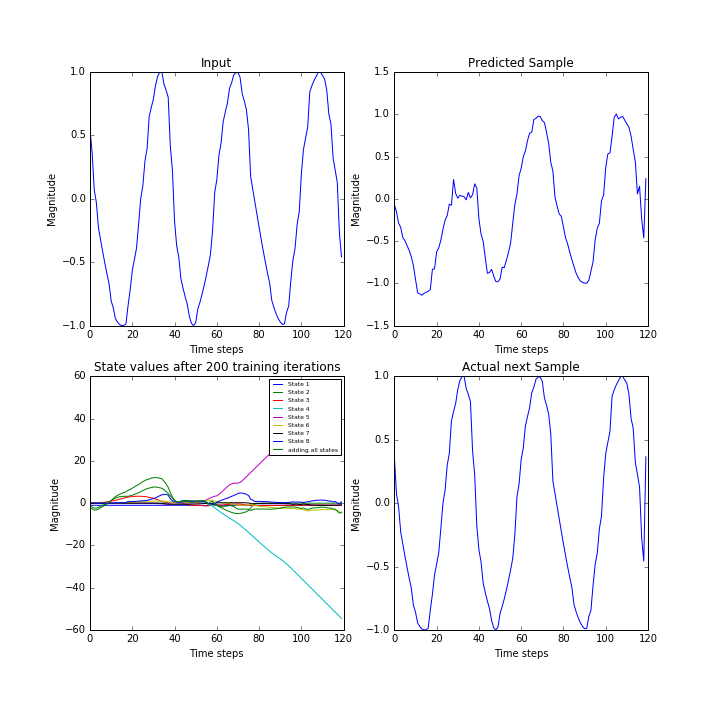 Input
Magnitude
1.0
0.5
0.0
−0.5
−1.0
0 20 40 60 80 100 120
Time steps
Predicted Sample
Magnitude
1.5
1.0
0.5
0.0
−0.5
−1.0
−1.5
0 20 40 60 80 100 120
Time steps
State values after 200 training iterations
Magnitude
60
40
20
0
−20
−40
−60
State 1
State 2
State 3
State 4
State 5
State 6
State 7
State 8
adding all states
0 20 40 60 80 100 120
Time steps
Actual next Sample
Magnitude
1.0
0.5
0.0
−0.5
−1.0
0 20 40 60 80 100 120
Time steps